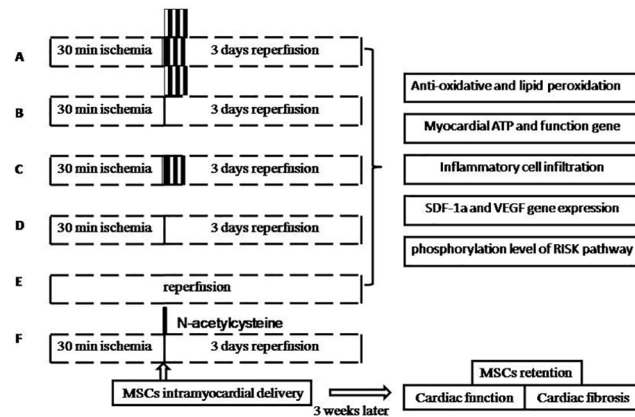 A 30 min ischemia 3 days reperfusion
B 30 min ischemia 3 days reperfusion
C 30 min ischemia 3 days reperfusion
D 30 min ischemia 3 days reperfusion
E reperfusion
N-acetylcysteine
F 30 min ischemia 3 days reperfusion
MSCs intramyocardial delivery
3 weeks later
Anti-oxidative and lipid peroxidation
Myocardial ATP and function gene
Inflammatory cell infiltration
SDF-1a and VEGF gene expression
phosphorylation level of RISK pathway
MSCs retention
Cardiac function Cardiac fibrosis